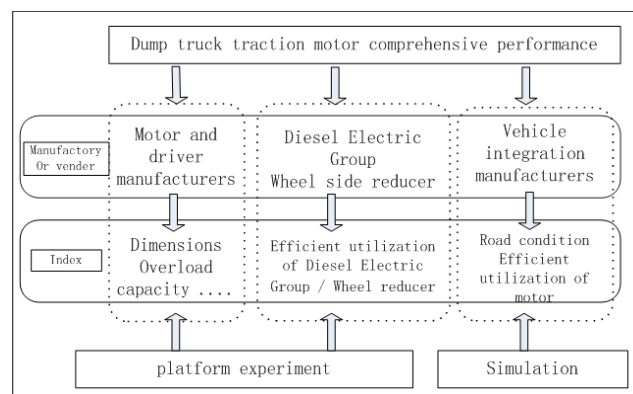 Dump truck traction motor comprehensive performance
Manufactory
Or vender
Motor and
driver
manufacturers
Diesel Electric
Group
Wheel side reducer
Vehicle
integration
manufacturers
Index
Dimensions
Overload
capacity ....
Efficient utilization
of Diesel Electric
Group / Wheel reducer
Road condition
Efficient
utilization of
motor
platform experiment
Simulation